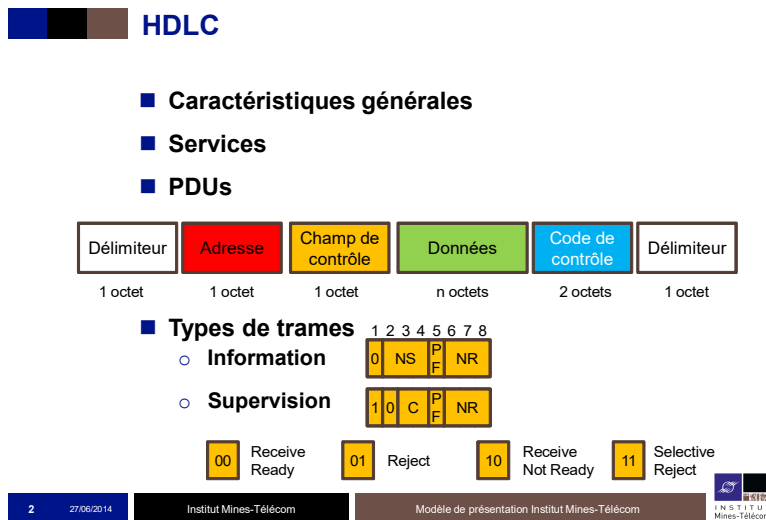 HDLC
Caractéristiques générales
Services
PDUs
Délimiteur
Adresse
Champ de
contrôle
Données
Code de
contrôle
Délimiteur
1 octet
1 octet
1 octet
n octets
2 octets
1 octet
Types de trames
1 2 3 4 5 6 7 8
Information
0 NS P F NR
Supervision
1 0 C P F NR
00 Receive
Ready
01 Reject
10 Receive
Not Ready
11 Selective
Reject
2 27/06/2014 Institut Mines-Télécom Modèle de présentation Institut Mines-Télécom
INSTITU
Mines-Télécom